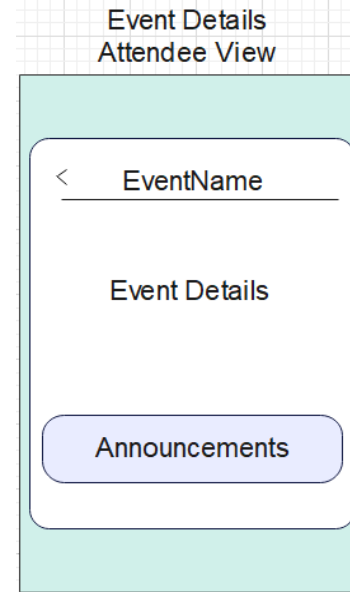 Event Details
Attendee View
< EventName
Event Details
Announcements